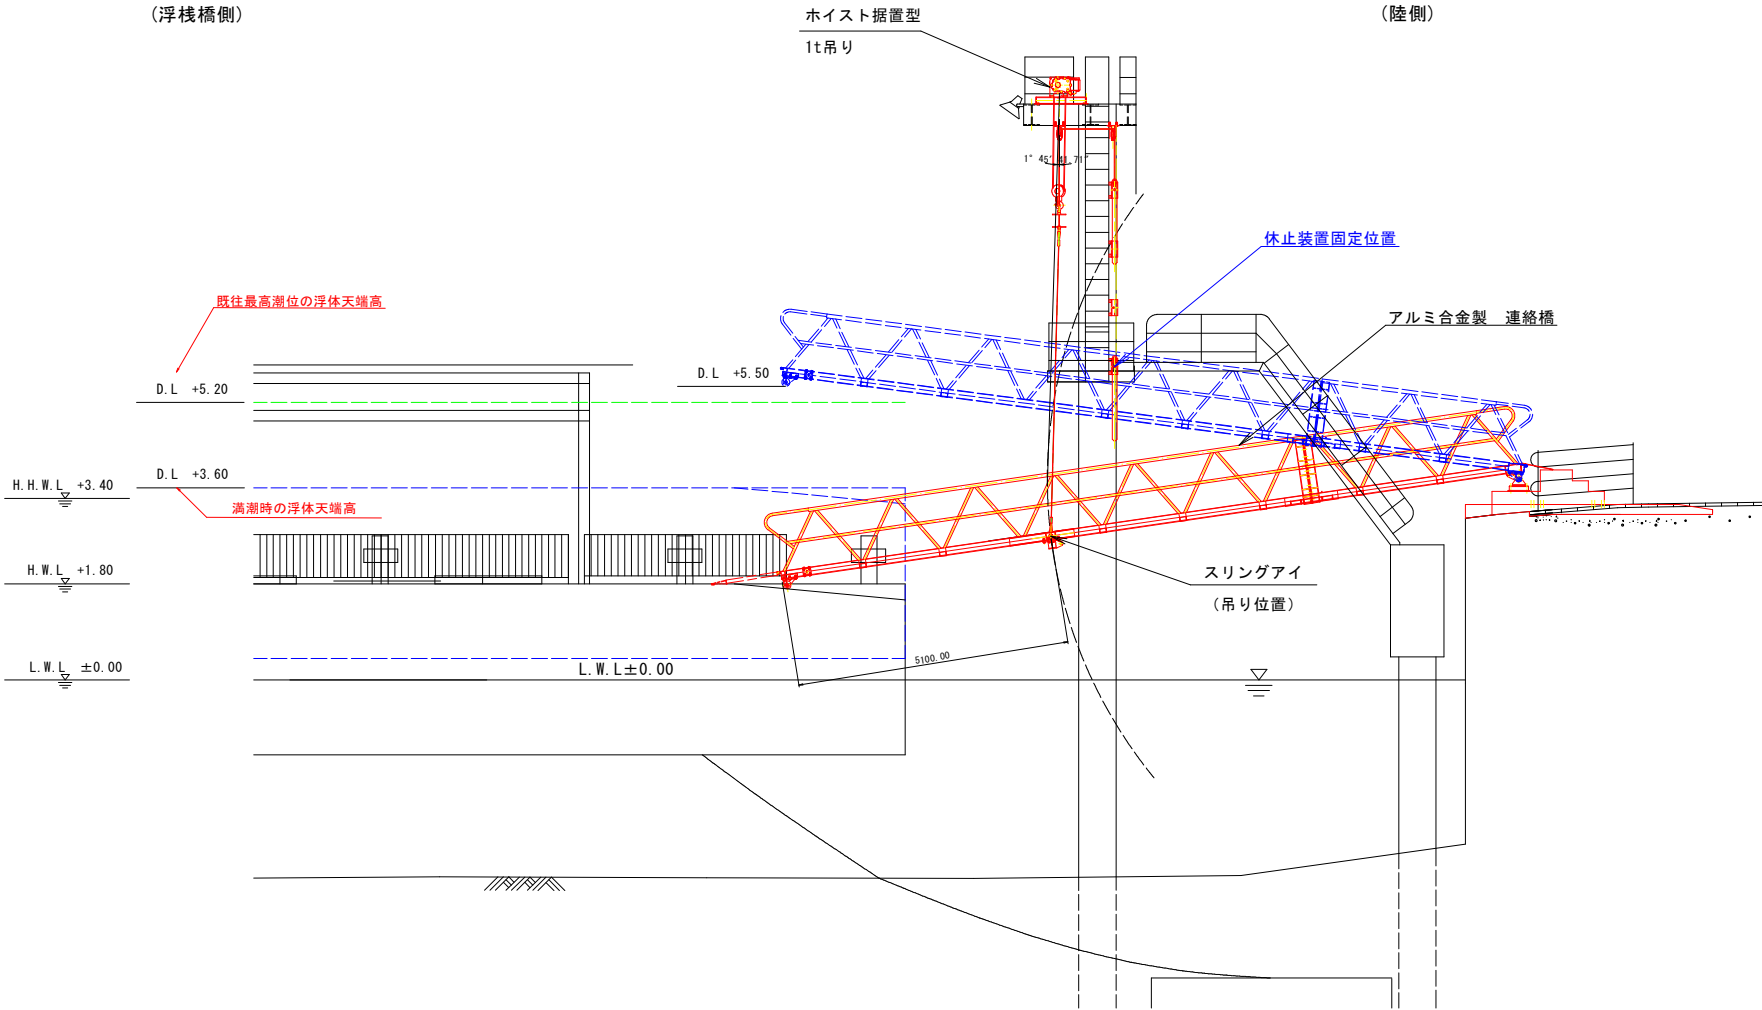 (浮桟橋側)
ホイスト据置型
1t吊り
(陸側)
1° 45′ 41.71″
休止装置固定位置
既往最高潮位の浮体天端高
アルミ合金製　連絡橋
D.L +5.20
D.L +5.50
H.H.W.L +3.40
D.L +3.60
満潮時の浮体天端高
H.W.L +1.80
スリングアイ
(吊り位置)
L.W.L ±0.00
L.W.L±0.00
5100.00